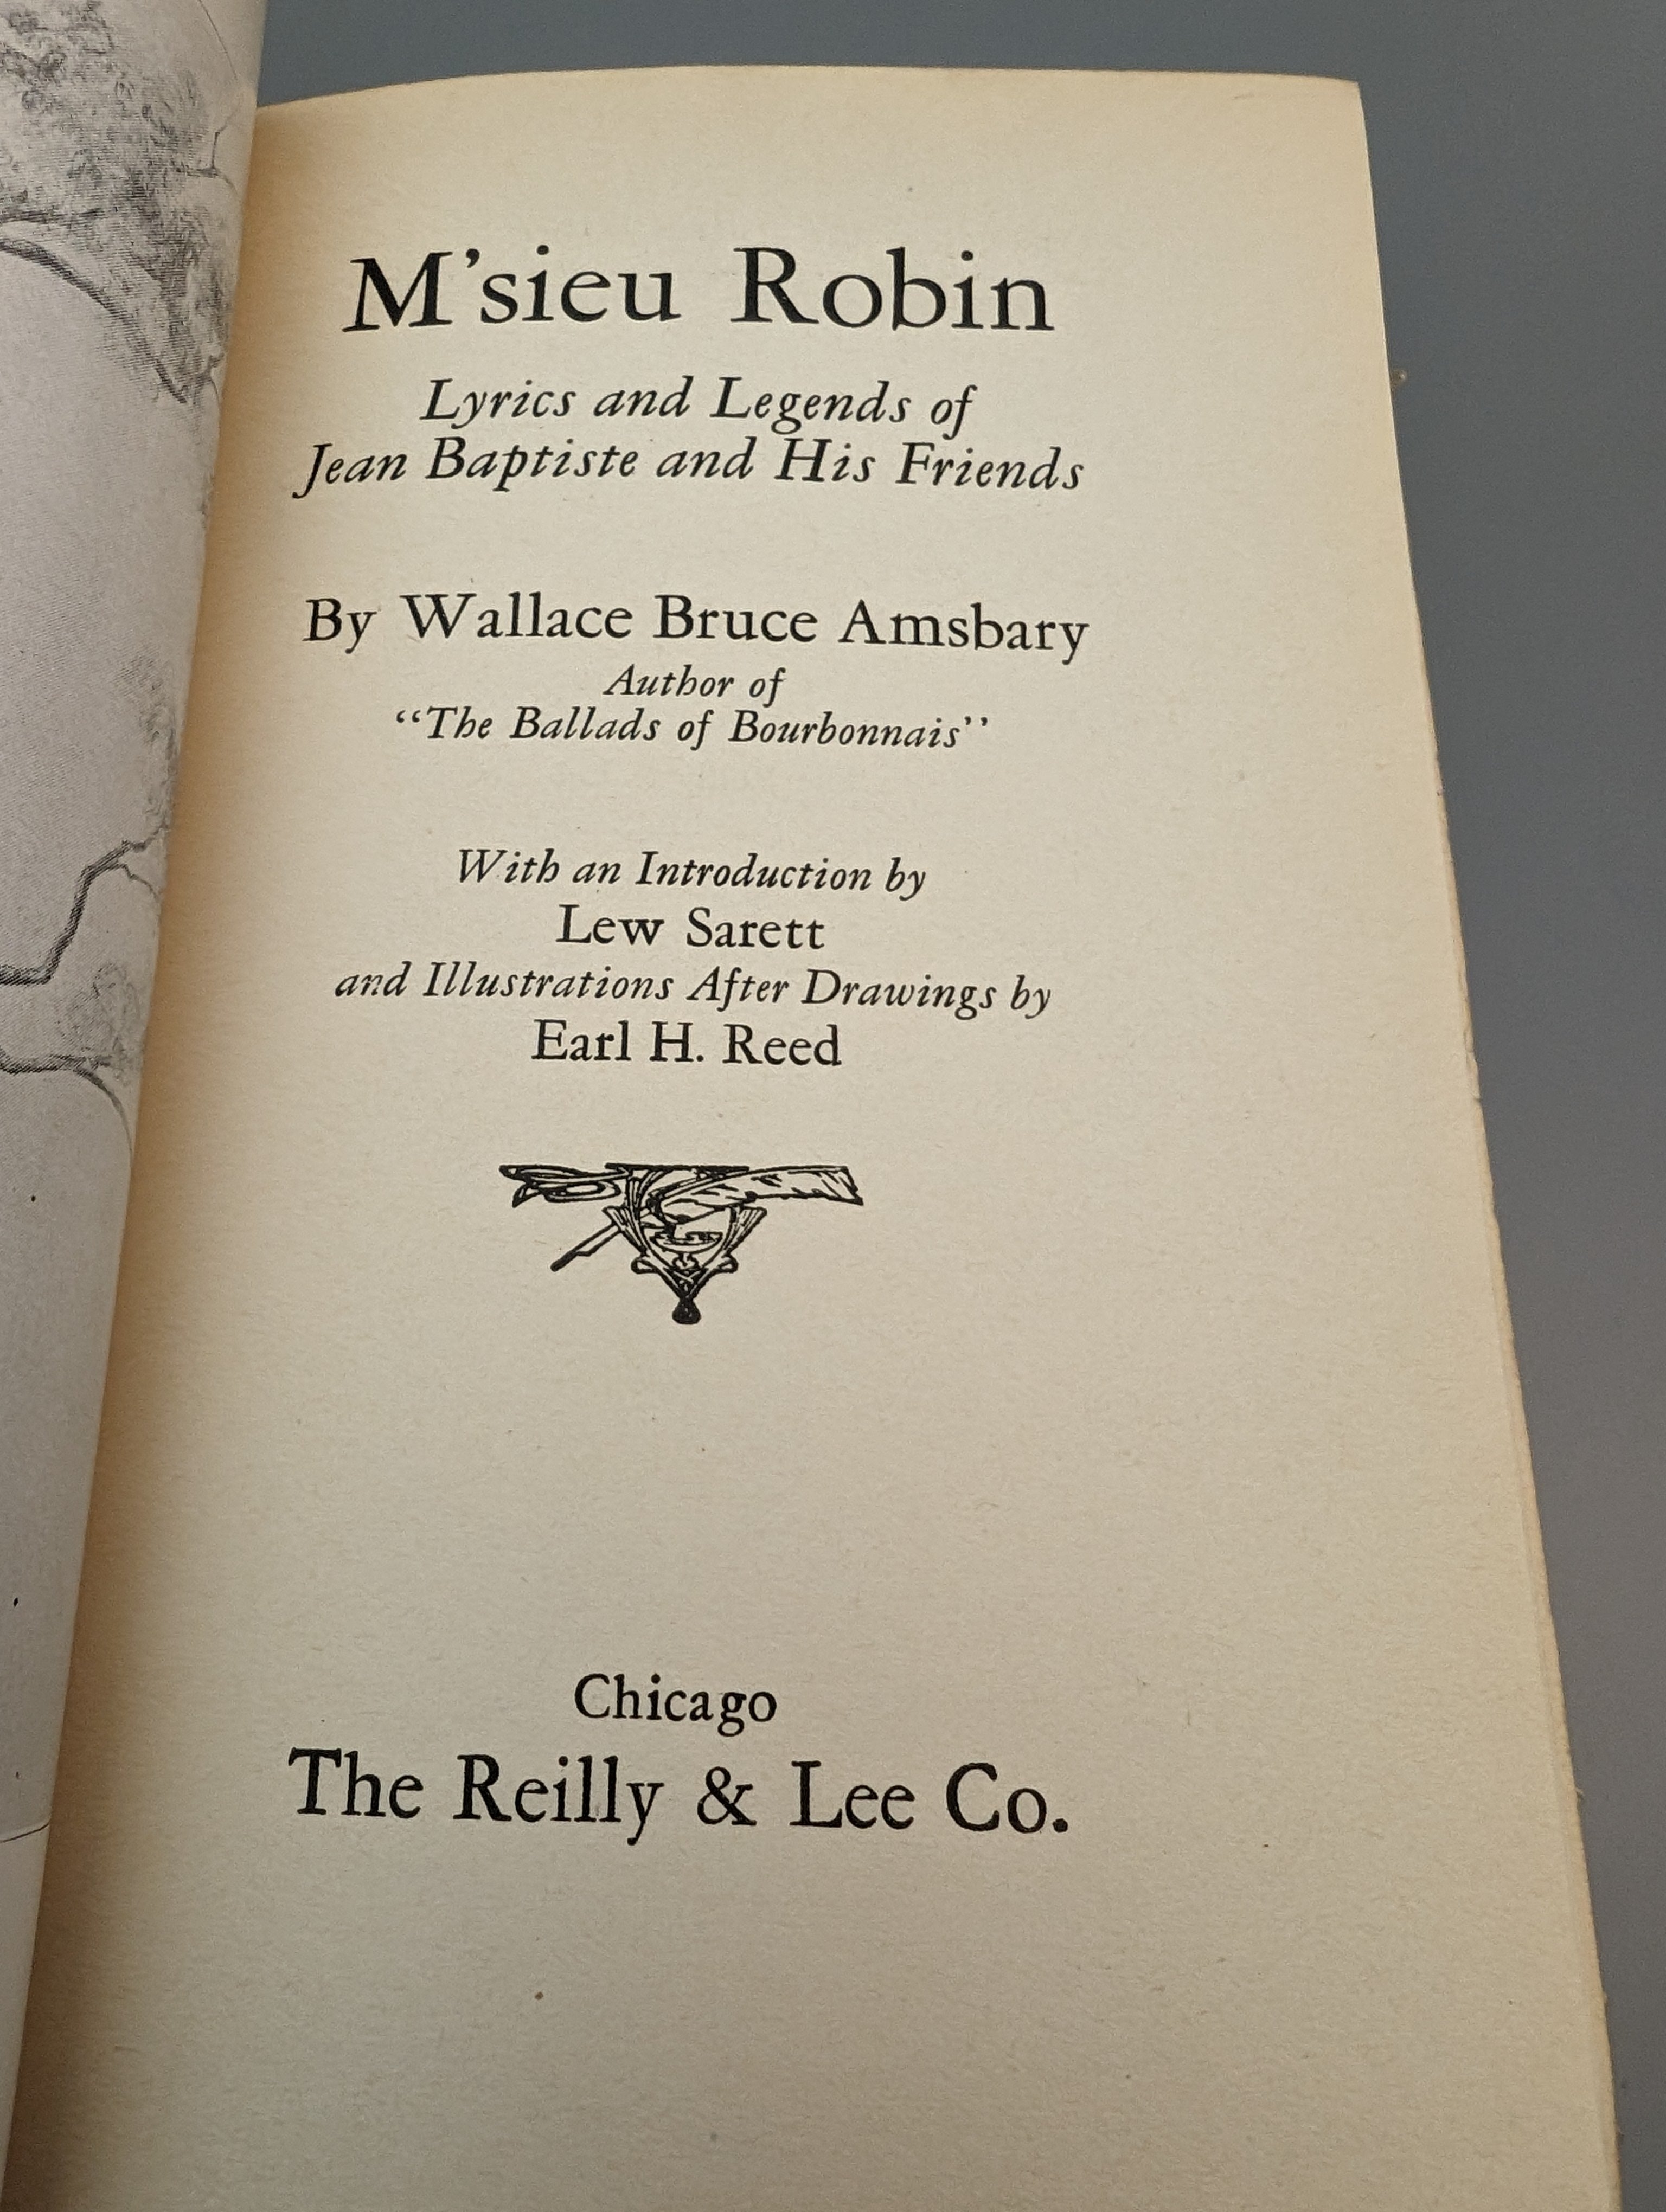 M'sieu Robin
Lyrics and Legends of
Jean Baptiste and His Friends
By Wallace Bruce Amsbary
Author of
“The Ballads of Bourbonnais”
With an Introduction by
Lew Sarett
and Illustrations After Drawings by
Earl H. Reed
Chicago
The Reilly & Lee Co.